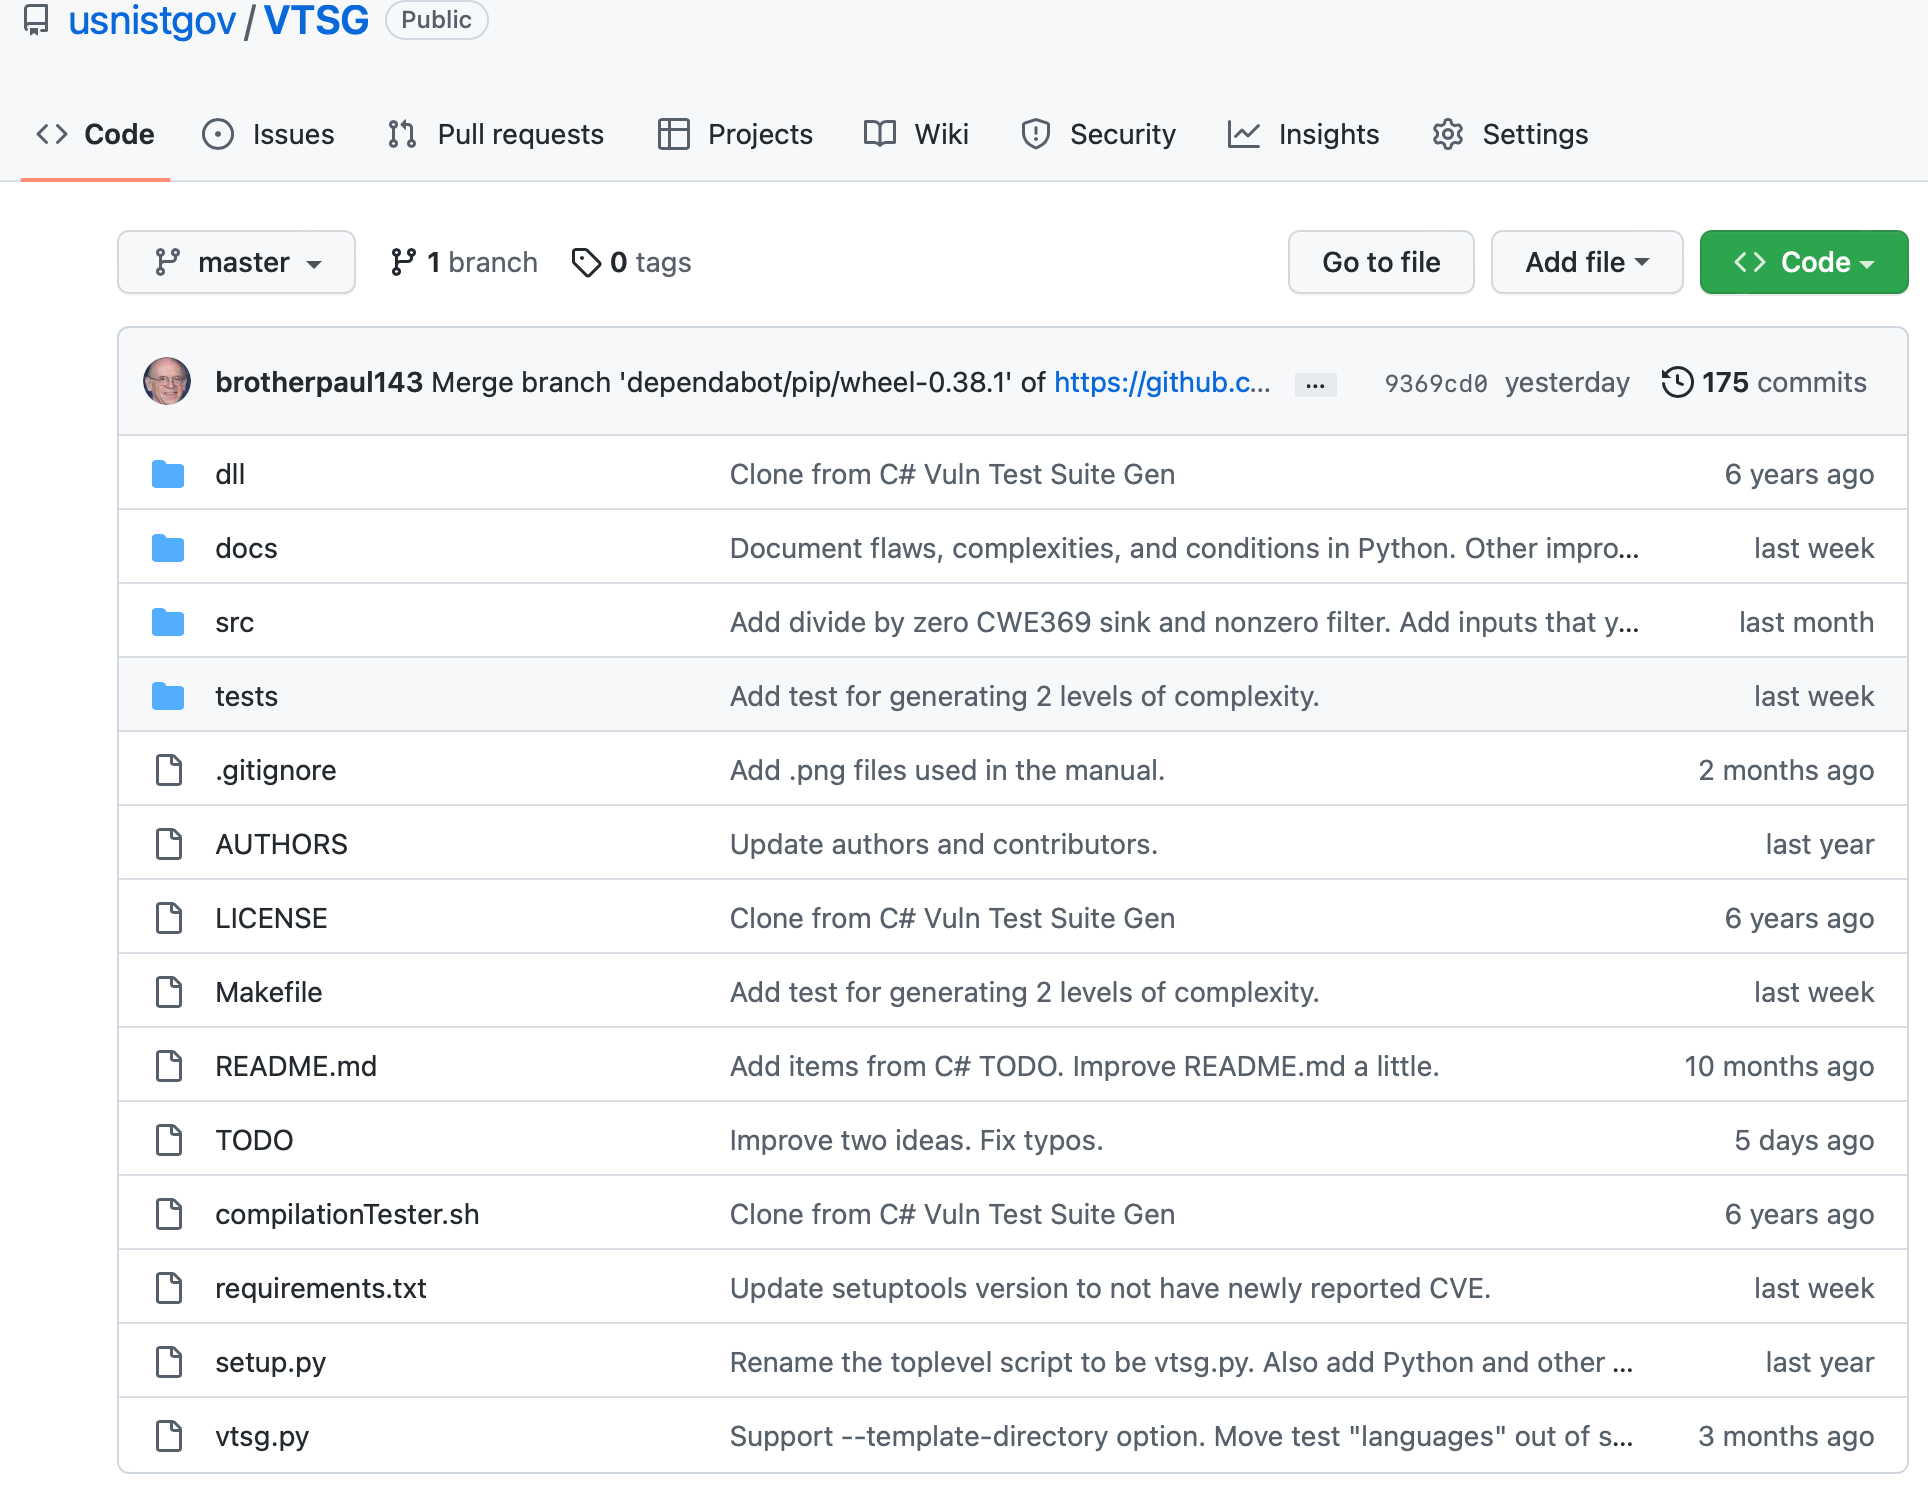 usnistgov / VTSG Public
Code Issues Pull requests Projects Wiki Security Insights Settings
master 1 branch 0 tags Go to file Add file Code
brotherpaul143 Merge branch 'dependabot/pip/wheel-0.38.1' of https://github.c... ... 9369cd0 yesterday 175 commits
dll Clone from C# Vuln Test Suite Gen 6 years ago
docs Document flaws, complexities, and conditions in Python. Other impro... last week
src Add divide by zero CWE369 sink and nonzero filter. Add inputs that y... last month
tests Add test for generating 2 levels of complexity. last week
.gitignore Add .png files used in the manual. 2 months ago
AUTHORS Update authors and contributors. last year
LICENSE Clone from C# Vuln Test Suite Gen 6 years ago
Makefile Add test for generating 2 levels of complexity. last week
README.md Add items from C# TODO. Improve README.md a little. 10 months ago
TODO Improve two ideas. Fix typos. 5 days ago
compilationTester.sh Clone from C# Vuln Test Suite Gen 6 years ago
requirements.txt Update setuptools version to not have newly reported CVE. last week
setup.py Rename the toplevel script to be vtsg.py. Also add Python and other ... last year
vtsg.py Support --template-directory option. Move test "languages" out of s... 3 months ago